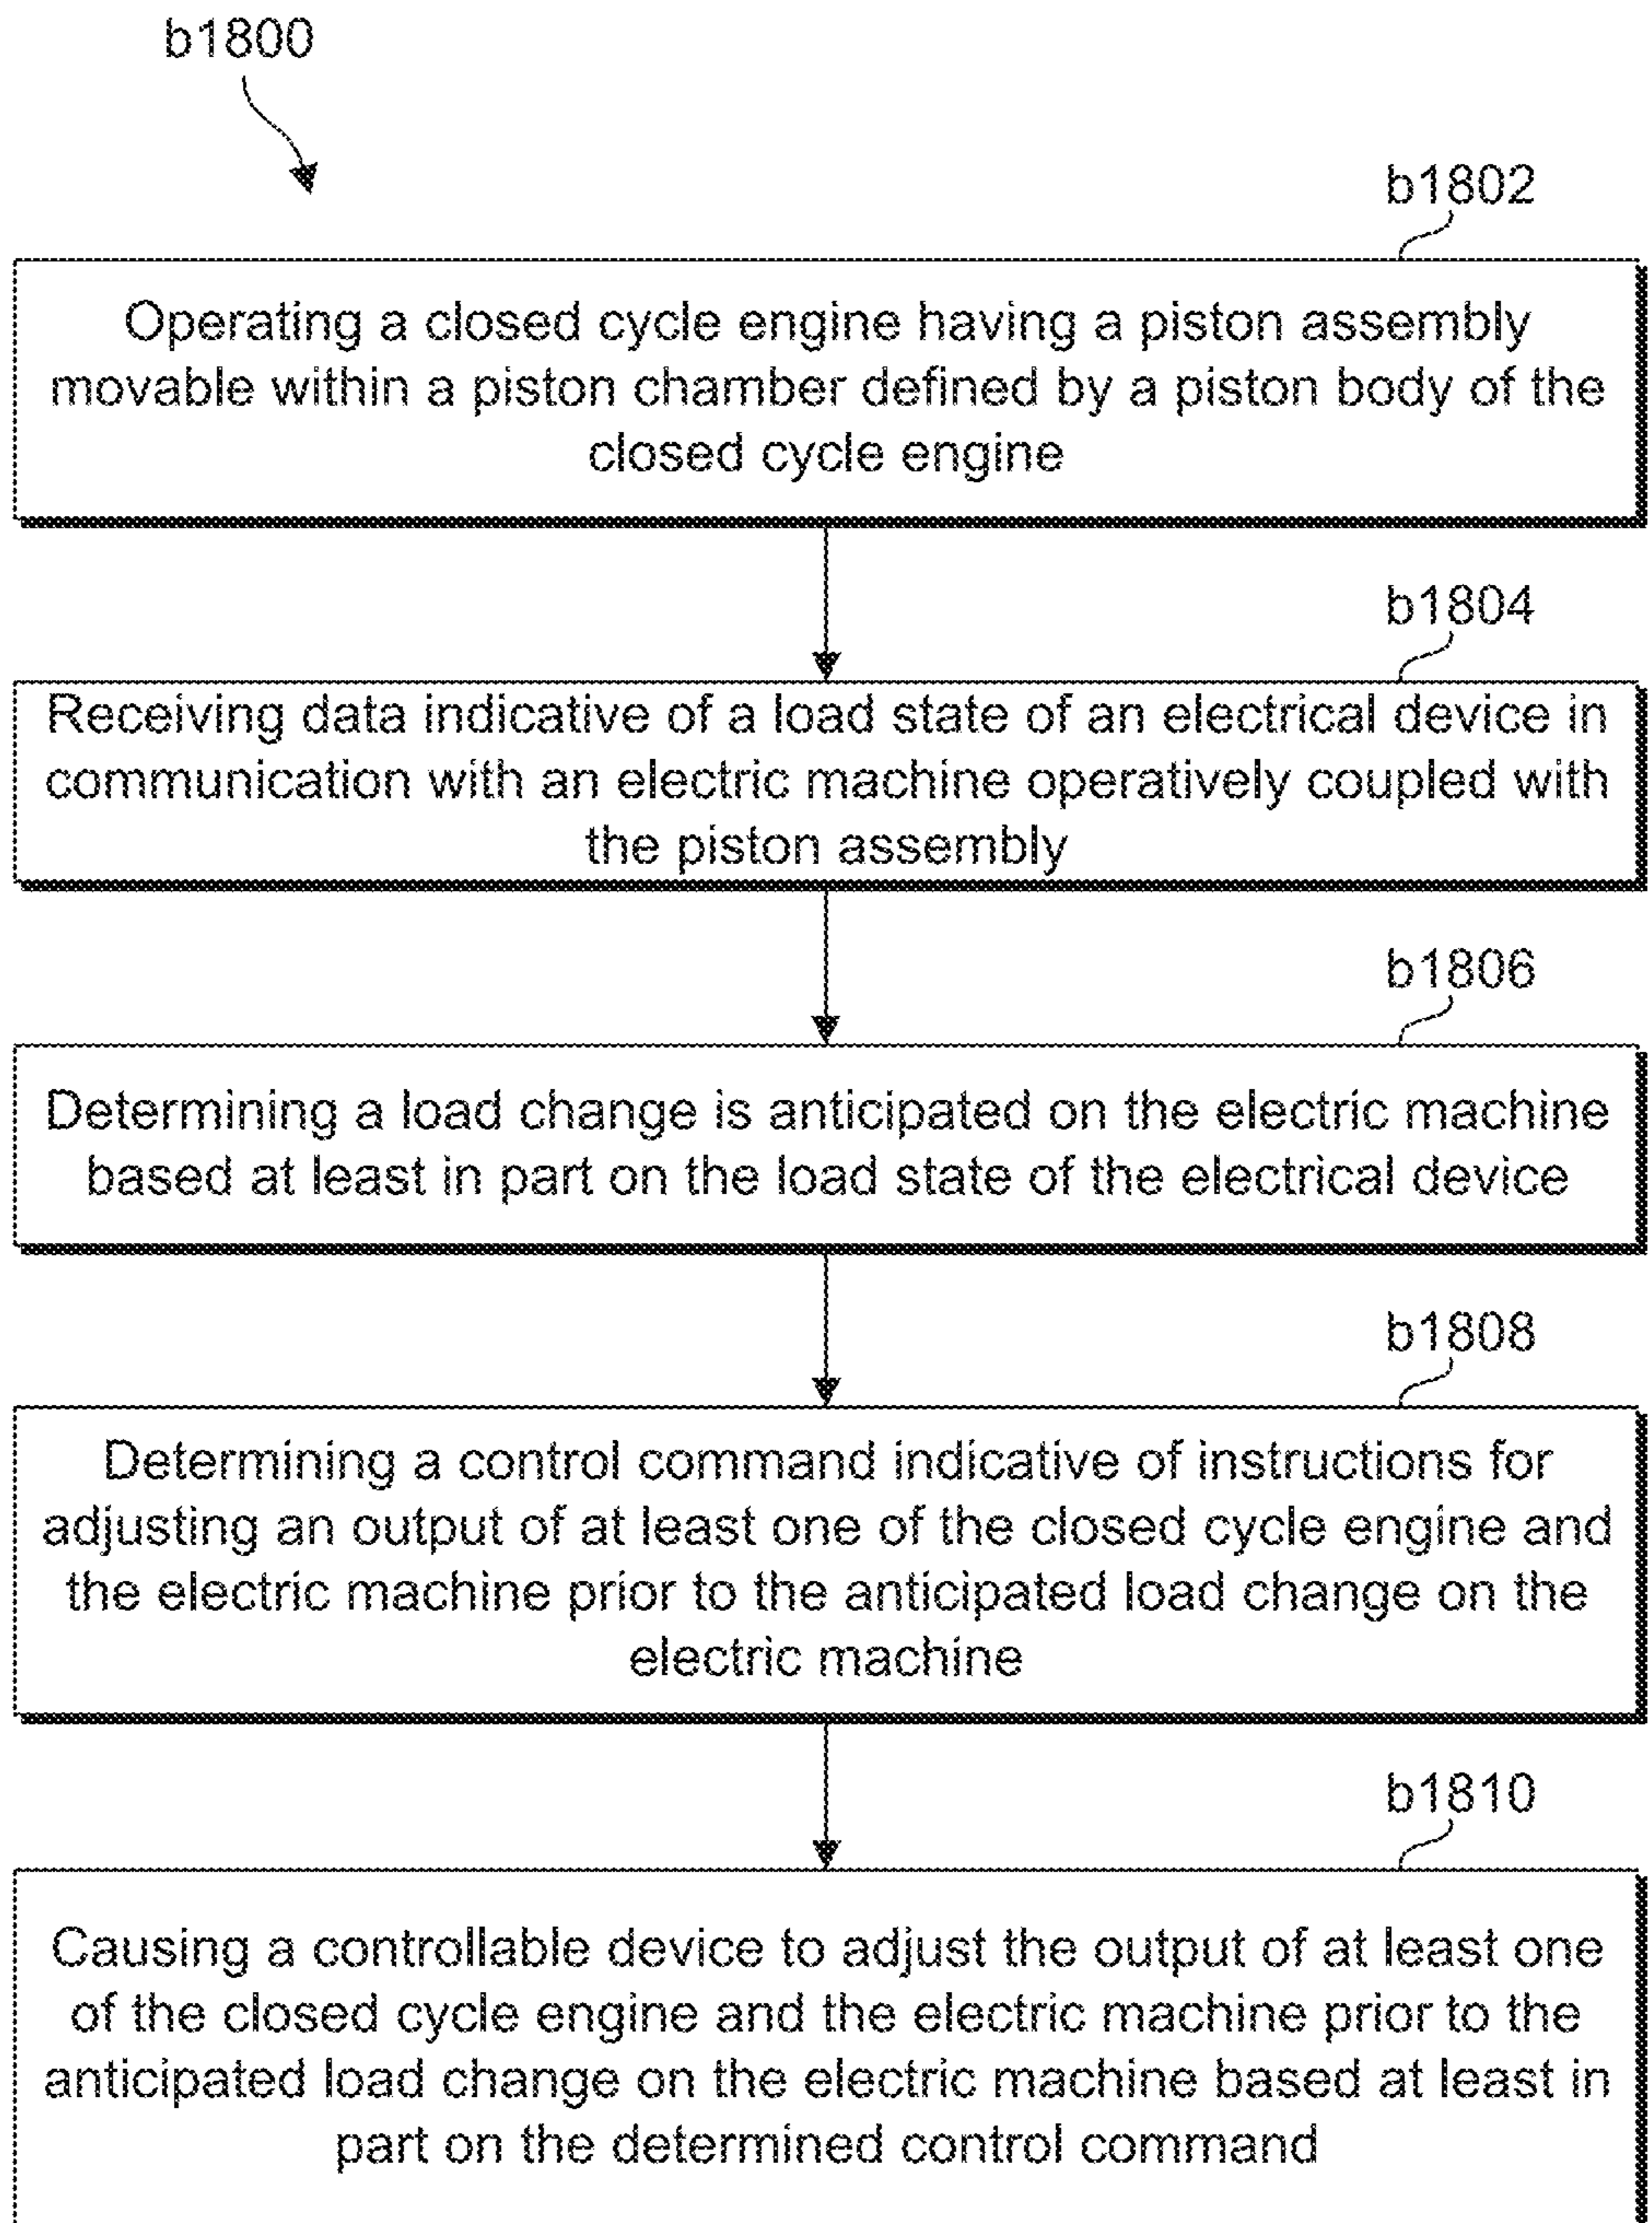 b1800
b1802
Operating a closed cycle engine having a piston assembly
movable within a piston chamber defined by a piston body of the
closed cycle engine
b1804
Receiving data indicative of a load state of an electrical device in
communication with an electric machine operatively coupled with
the piston assembly
b1806
Determining a load change is anticipated on the electric machine
based at least in part on the load state of the electrical device
b1808
Determining a control command indicative of instructions for
adjusting an output of at least one of the closed cycle engine and
the electric machine prior to the anticipated load change on the
electric machine
b1810
Causing a controllable device to adjust the output of at least one
of the closed cycle engine and the electric machine prior to the
anticipated load change on the electric machine based at least in
part on the determined control command